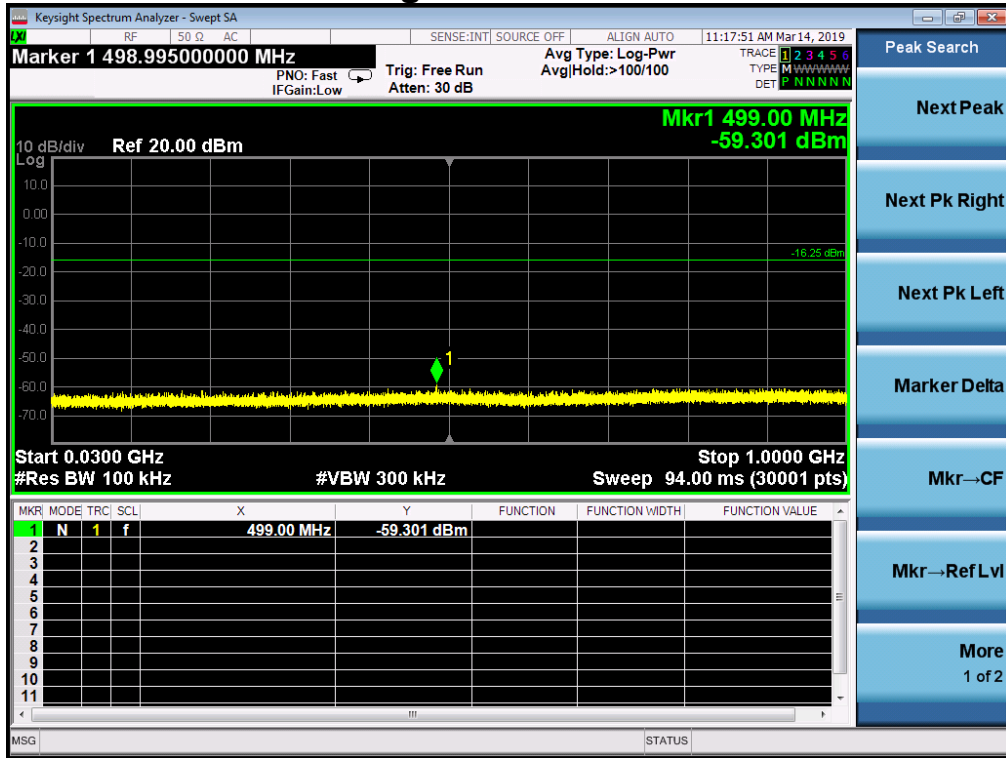 Keysight Spectrum Analyzer - Swept SA
LXI RF 50 Ω AC SENSE:INT SOURCE OFF ALIGN AUTO 11:17:51 AM Mar 14, 2019
Marker 1 498.995000000 MHz
PNO: Fast
IFGain:Low
Trig: Free Run
Atten: 30 dB
Avg Type: Log-Pwr
Avg|Hold:>100/100
TRACE 1 2 3 4 5 6
TYPE M W W W W W
DET P N N N N N
Mkr1 499.00 MHz
-59.301 dBm
10 dB/div Ref 20.00 dBm
Log
10.0
0.00
-10.0
-16.25 dBm
-20.0
-30.0
-40.0
-50.0
1
-60.0
-70.0
Start 0.0300 GHz Stop 1.0000 GHz
#Res BW 100 kHz #VBW 300 kHz Sweep 94.00 ms (30001 pts)
MKR MODE TRC SCL X Y FUNCTION FUNCTION WIDTH FUNCTION VALUE
1 N 1 f 499.00 MHz -59.301 dBm
2
3
4
5
6
7
8
9
10
11
MSG STATUS
Peak Search
Next Peak
Next Pk Right
Next Pk Left
Marker Delta
Mkr→CF
Mkr→Ref Lvl
More
1 of 2